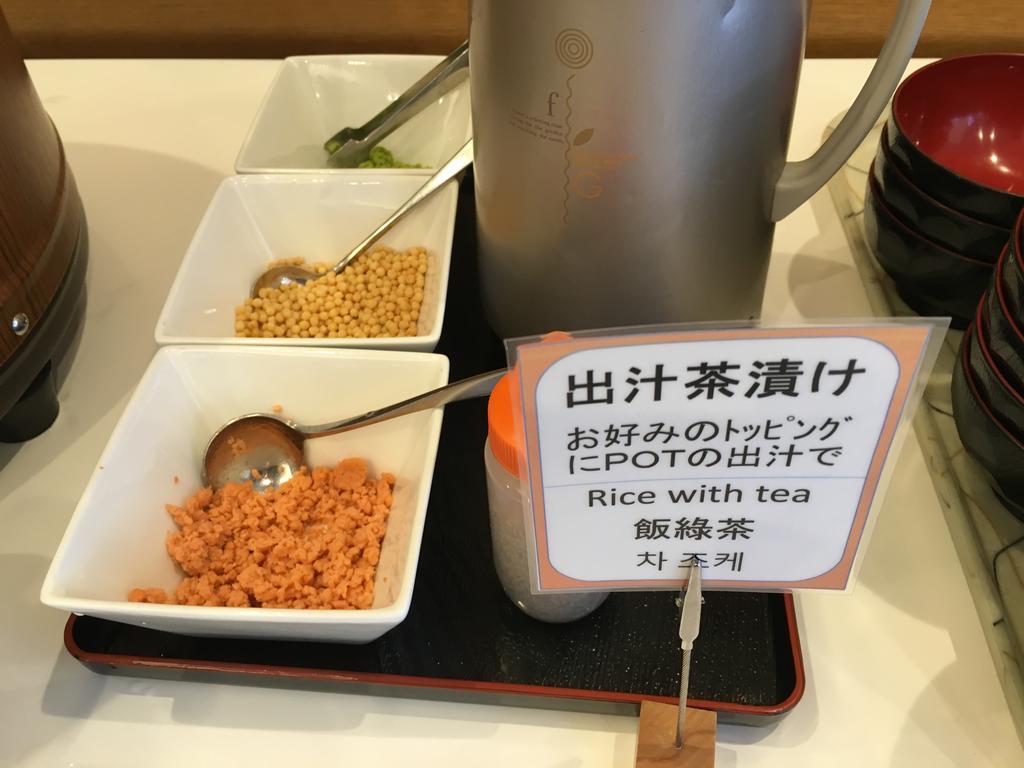 f
G
出汁茶漬け
お好みのトッピング
にPOTの出汁で
Rice with tea
飯綠茶
차 즈케